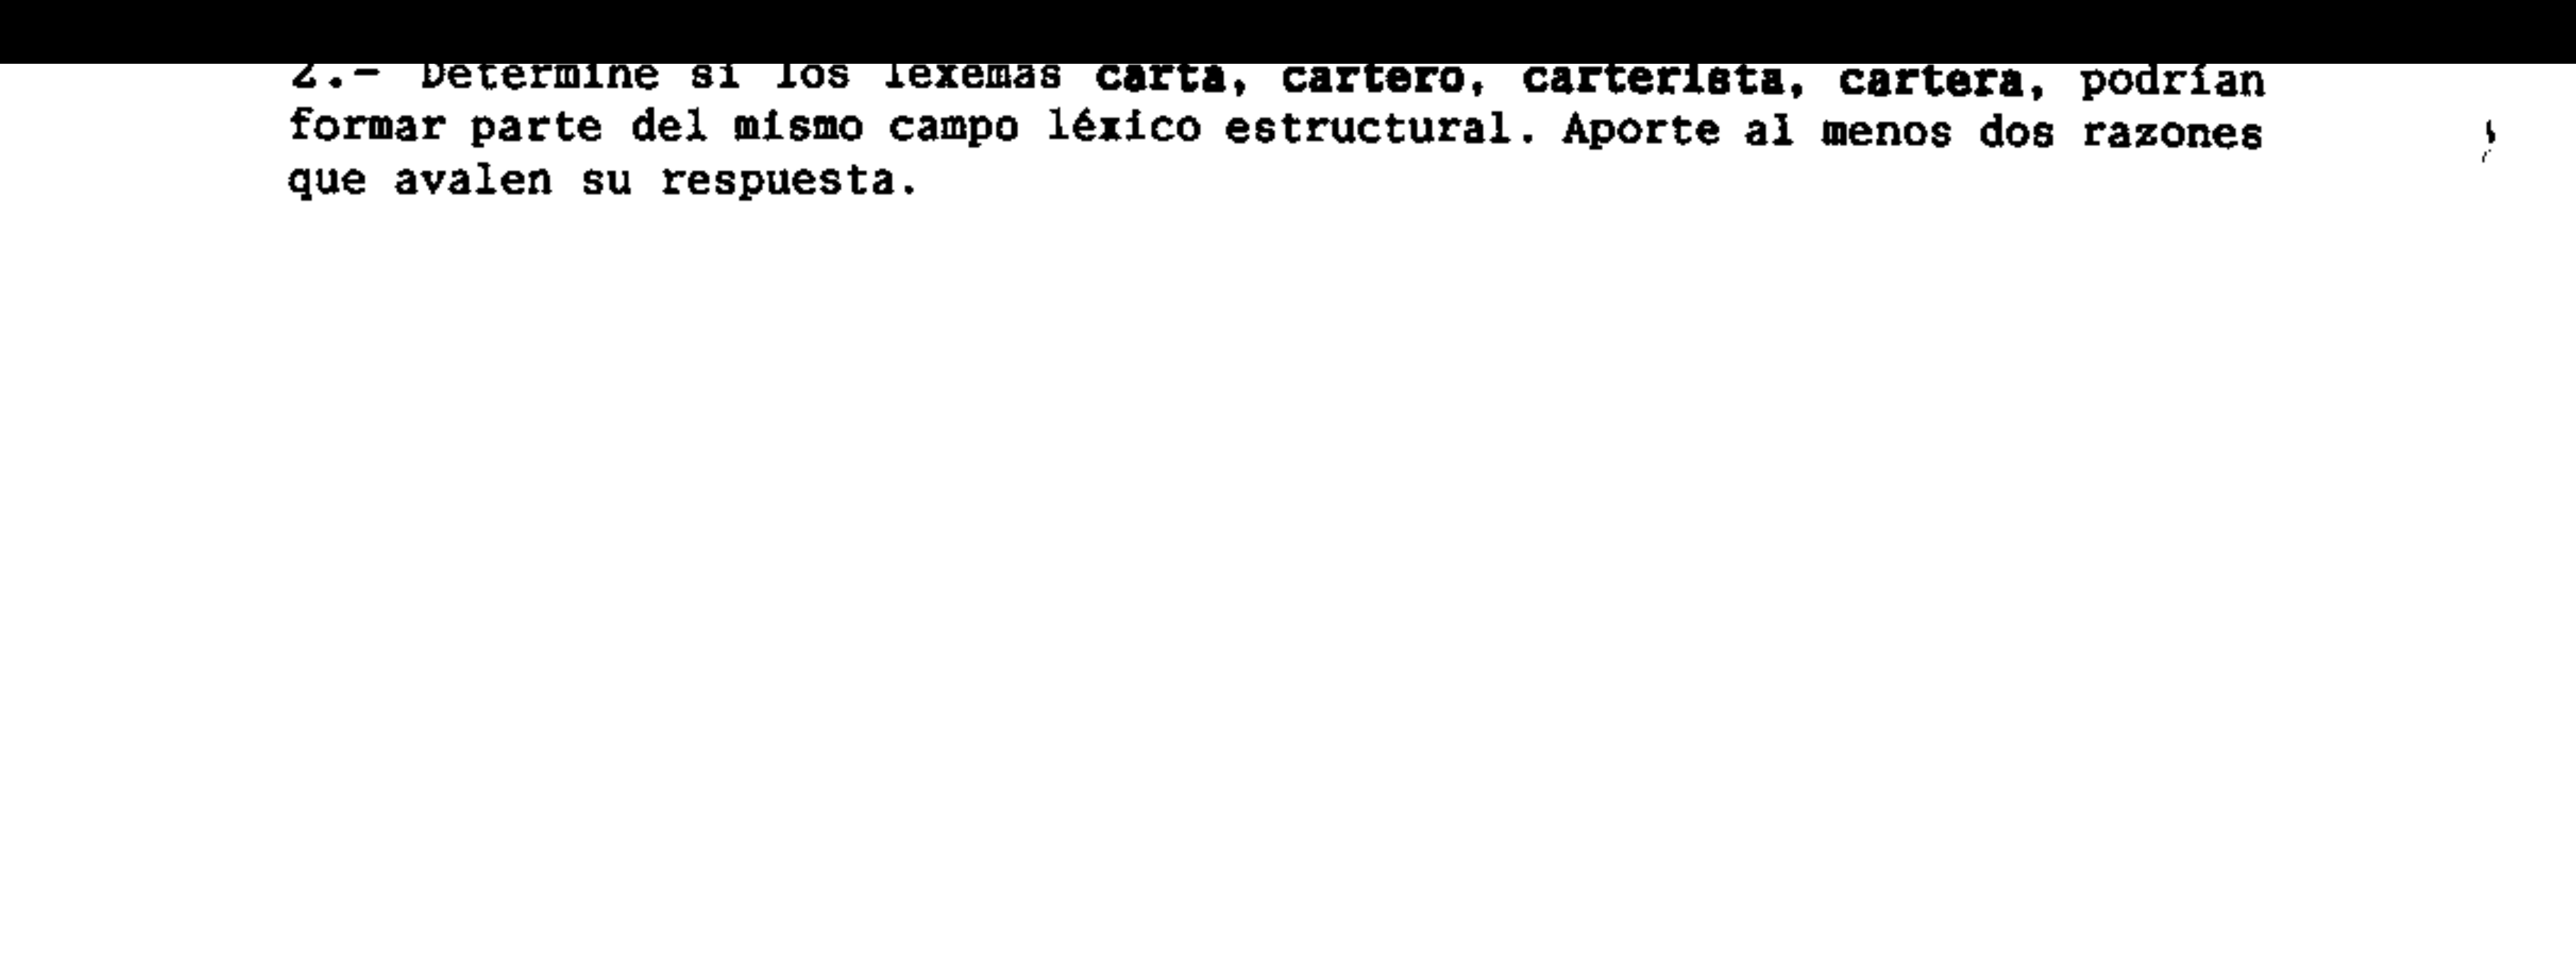 2.- Determine si los lexemas carta, cartero, carterista, cartera, podrían
formar parte del mismo campo léxico estructural. Aporte al menos dos razones
que avalen su respuesta.